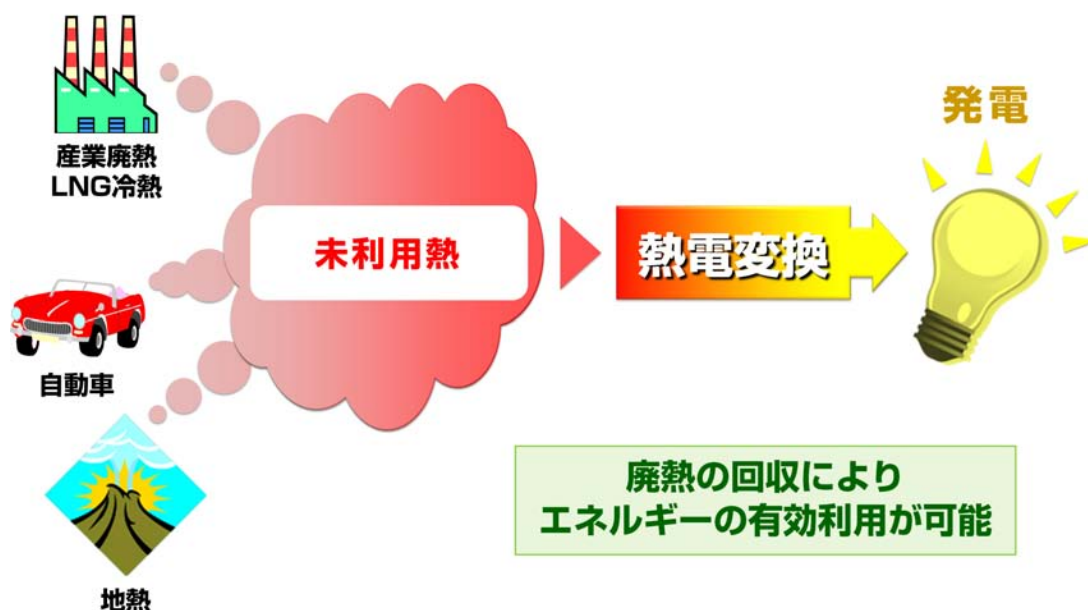 産業廃熱
LNG冷熱
自動車
地熱
未利用熱
熱電変換
発電
廃熱の回収により
エネルギーの有効利用が可能